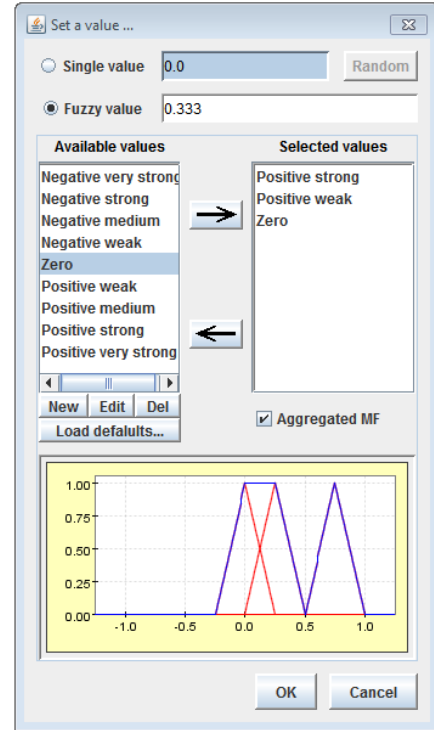 Set a value ...
Single value 0.0 Random
Fuzzy value 0.333
Available values Selected values
Negative very strong
Negative strong
Negative medium
Negative weak
Zero
Positive weak
Positive medium
Positive strong
Positive very strong
Positive strong
Positive weak
Zero
New Edit Del
Load defalults...
Aggregated MF
1.00
0.75
0.50
0.25
0.00
-1.0 -0.5 0.0 0.5 1.0
OK Cancel